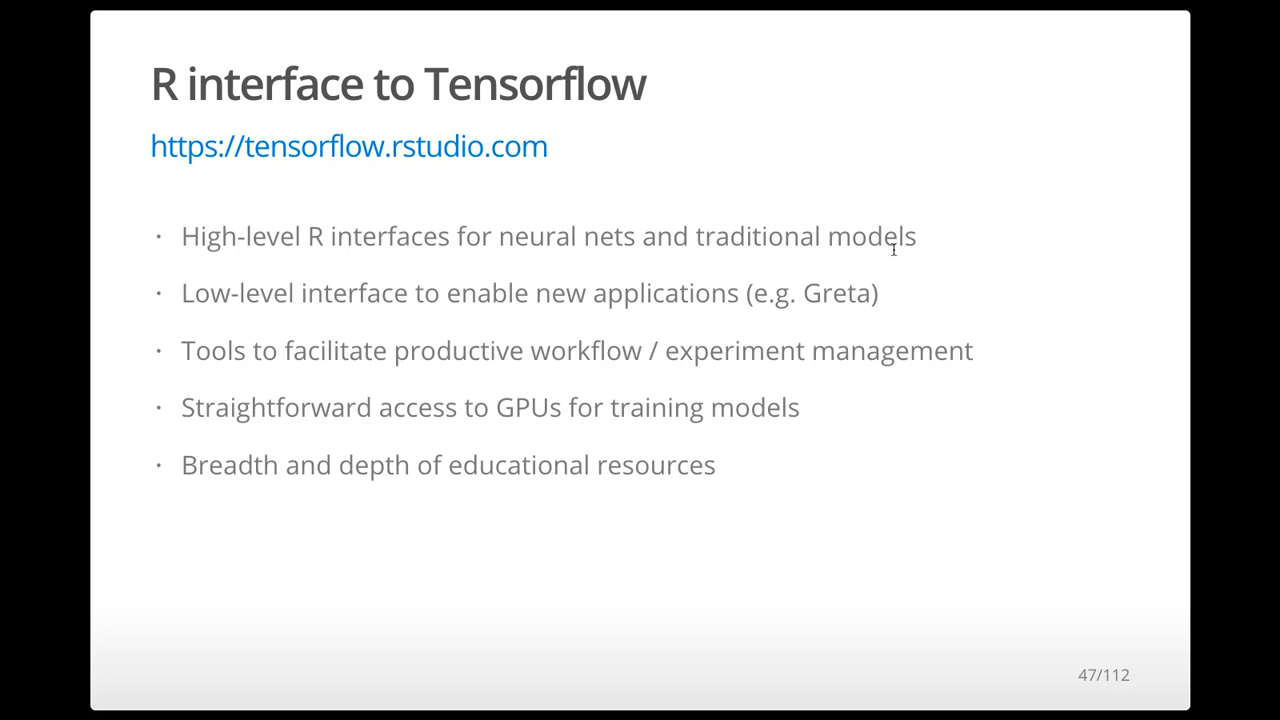 R interface to Tensorflow
https://tensorflow.rstudio.com
· High-level R interfaces for neural nets and traditional models
· Low-level interface to enable new applications (e.g. Greta)
· Tools to facilitate productive workflow / experiment management
· Straightforward access to GPUs for training models
· Breadth and depth of educational resources
47/112